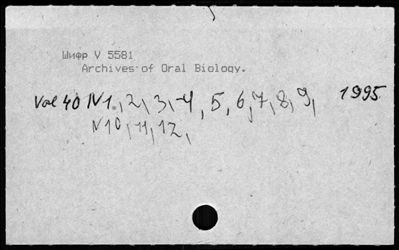 Шифр V 5581
Archives of Oral Biology.
Vol 40 N1, 2, 3, 4, 5, 6, 7, 8, 9, 1995
N10, 11, 12,